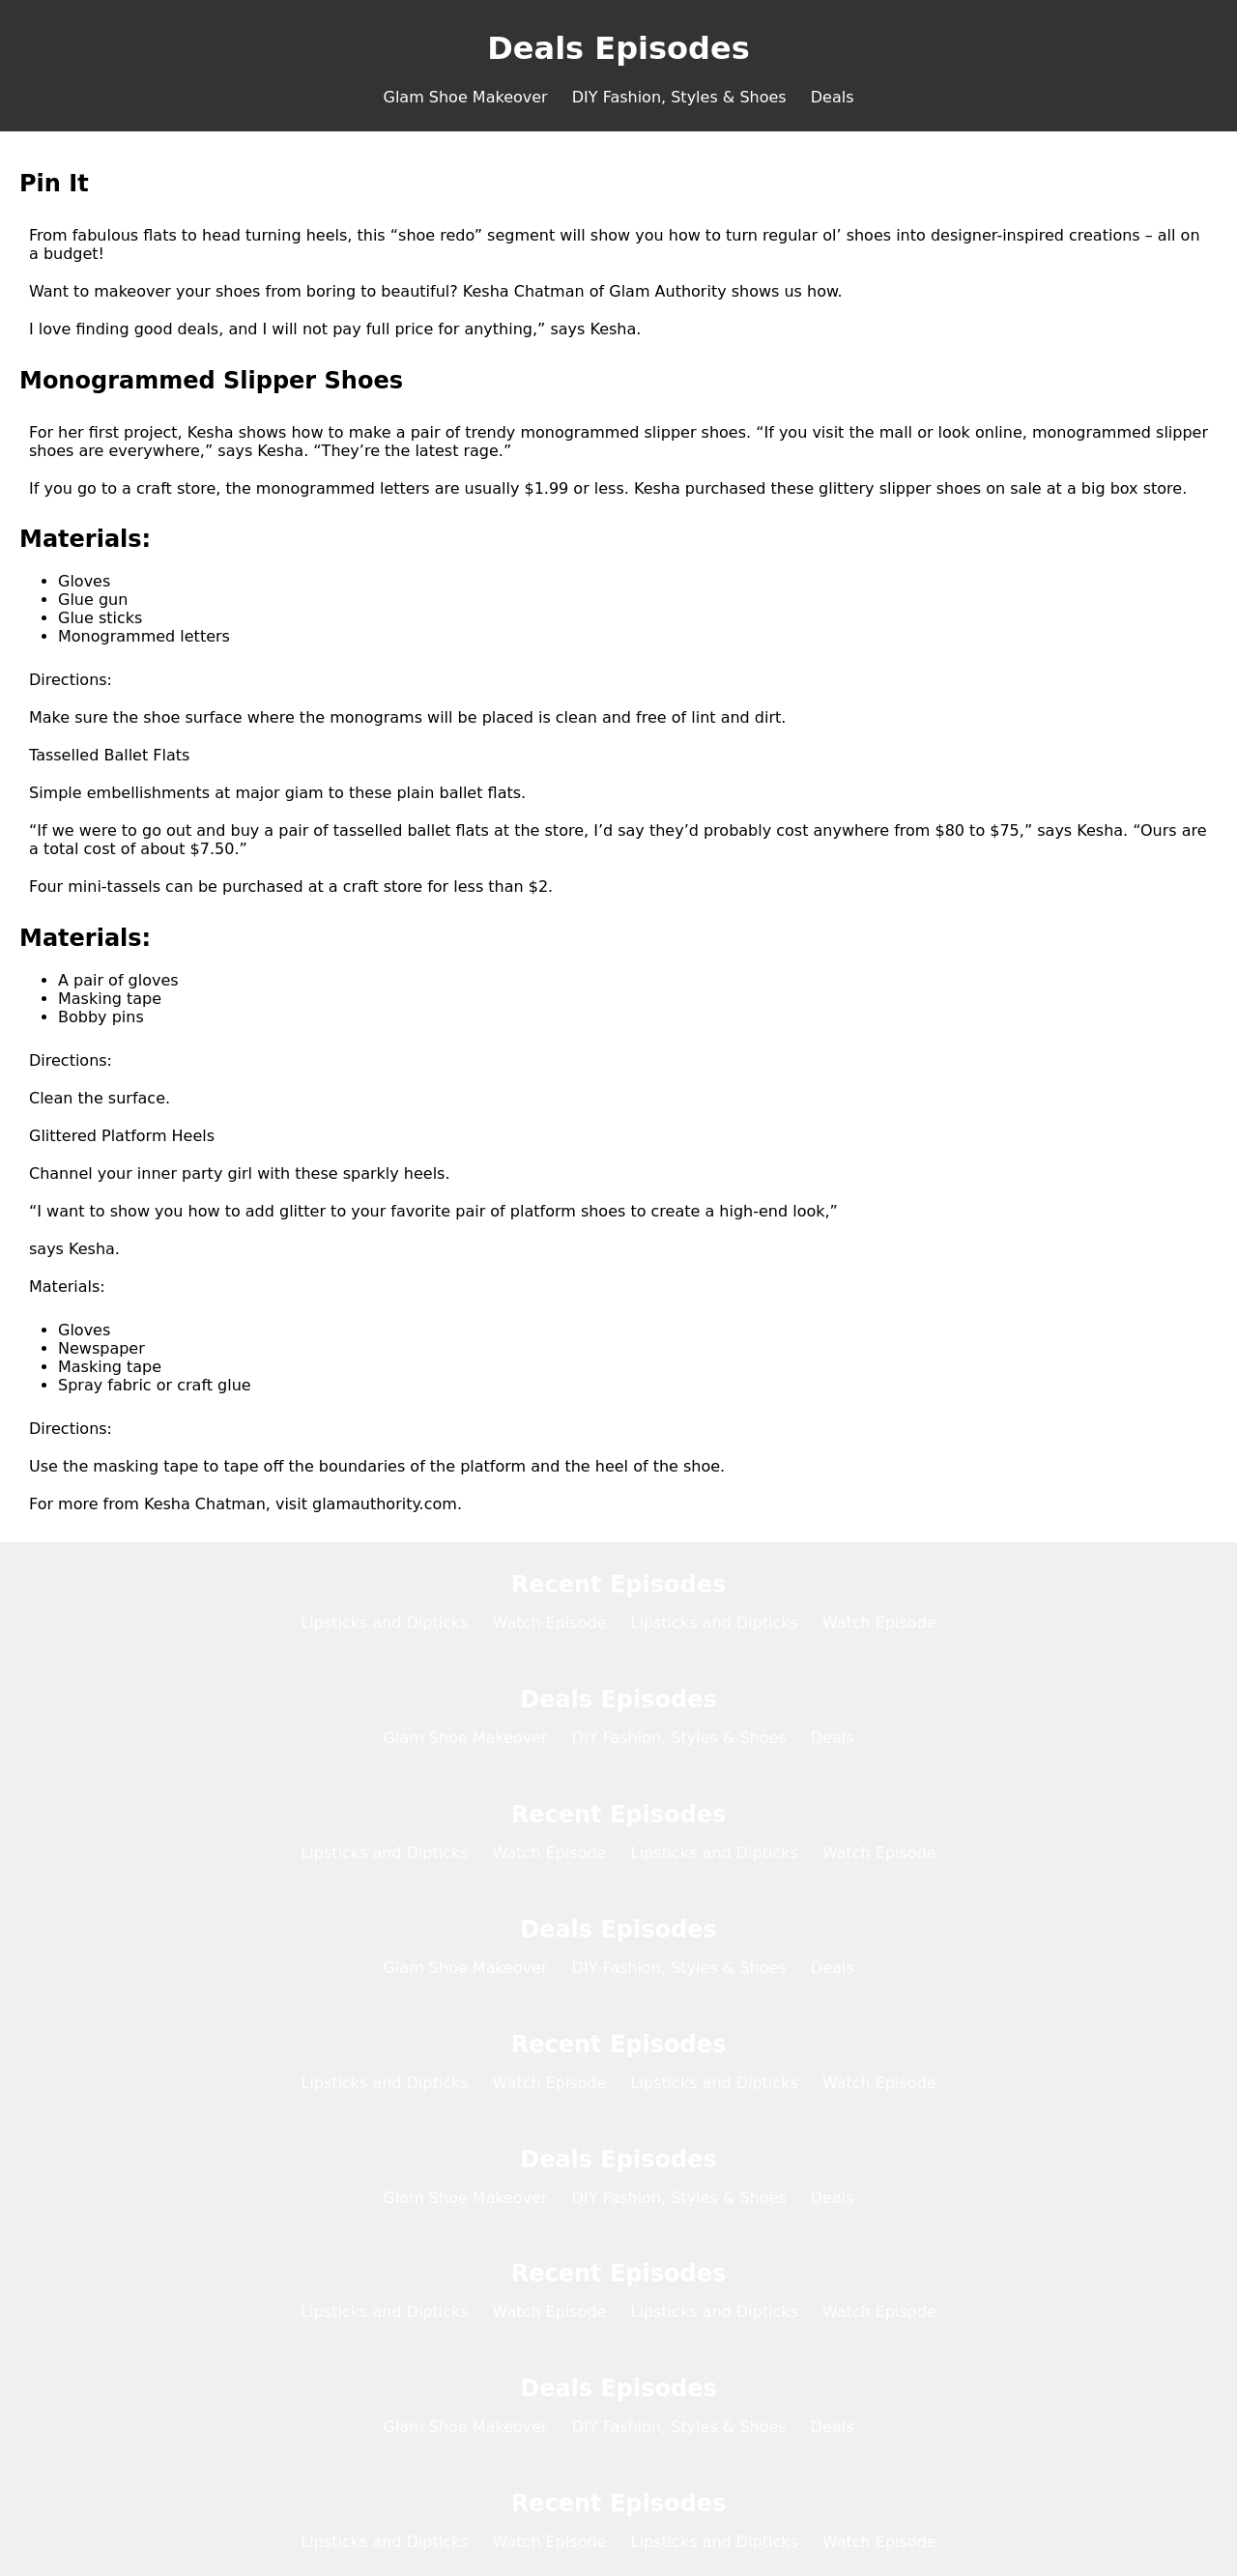 Deals Episodes
Glam Shoe Makeover DIY Fashion, Styles & Shoes Deals
Pin It
From fabulous flats to head turning heels, this “shoe redo” segment will show you how to turn regular ol’ shoes into designer-inspired creations – all on
a budget!
Want to makeover your shoes from boring to beautiful? Kesha Chatman of Glam Authority shows us how.
I love finding good deals, and I will not pay full price for anything,” says Kesha.
Monogrammed Slipper Shoes
For her first project, Kesha shows how to make a pair of trendy monogrammed slipper shoes. “If you visit the mall or look online, monogrammed slipper
shoes are everywhere,” says Kesha. “They’re the latest rage.”
If you go to a craft store, the monogrammed letters are usually $1.99 or less. Kesha purchased these glittery slipper shoes on sale at a big box store.
Materials:
• Gloves
• Glue gun
• Glue sticks
• Monogrammed letters
Directions:
Make sure the shoe surface where the monograms will be placed is clean and free of lint and dirt.
Tasselled Ballet Flats
Simple embellishments at major giam to these plain ballet flats.
“If we were to go out and buy a pair of tasselled ballet flats at the store, I’d say they’d probably cost anywhere from $80 to $75,” says Kesha. “Ours are
a total cost of about $7.50.”
Four mini-tassels can be purchased at a craft store for less than $2.
Materials:
• A pair of gloves
• Masking tape
• Bobby pins
Directions:
Clean the surface.
Glittered Platform Heels
Channel your inner party girl with these sparkly heels.
“I want to show you how to add glitter to your favorite pair of platform shoes to create a high-end look,”
says Kesha.
Materials:
• Gloves
• Newspaper
• Masking tape
• Spray fabric or craft glue
Directions:
Use the masking tape to tape off the boundaries of the platform and the heel of the shoe.
For more from Kesha Chatman, visit glamauthority.com.
Recent Episodes
Lipsticks and Dipticks Watch Episode Lipsticks and Dipticks Watch Episode
Deals Episodes
Glam Shoe Makeover DIY Fashion, Styles & Shoes Deals
Recent Episodes
Lipsticks and Dipticks Watch Episode Lipsticks and Dipticks Watch Episode
Deals Episodes
Glam Shoe Makeover DIY Fashion, Styles & Shoes Deals
Recent Episodes
Lipsticks and Dipticks Watch Episode Lipsticks and Dipticks Watch Episode
Deals Episodes
Glam Shoe Makeover DIY Fashion, Styles & Shoes Deals
Recent Episodes
Lipsticks and Dipticks Watch Episode Lipsticks and Dipticks Watch Episode
Deals Episodes
Glam Shoe Makeover DIY Fashion, Styles & Shoes Deals
Recent Episodes
Lipsticks and Dipticks Watch Episode Lipsticks and Dipticks Watch Episode